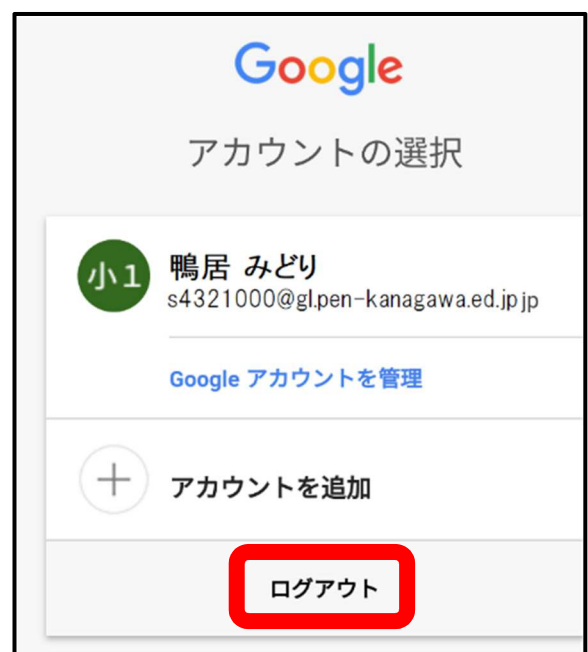 Google
アカウントの選択
小1
鴨居 みどり
s4321000@gl.pen-kanagawa.ed.jp jp
Google アカウントを管理
アカウントを追加
ログアウト